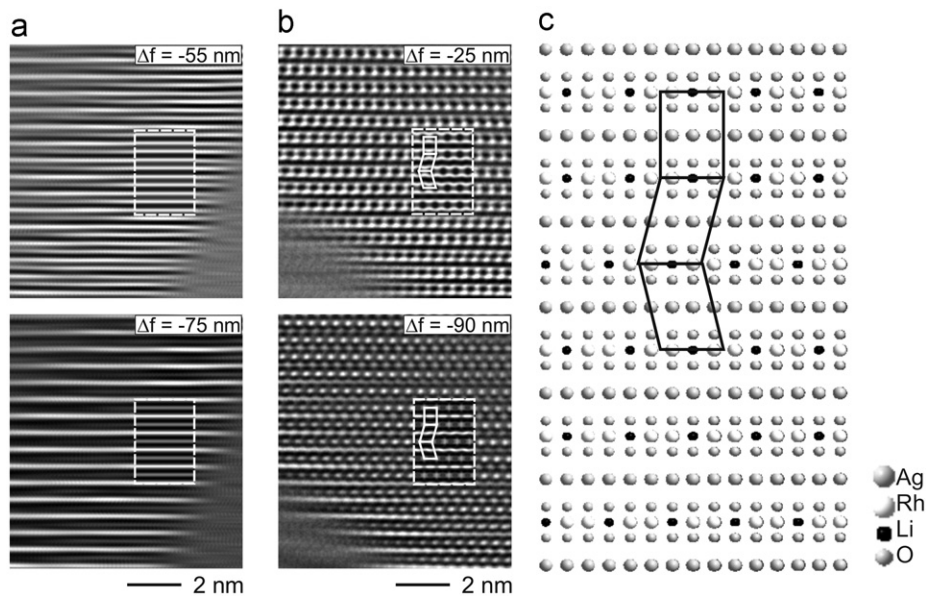 a
b
c
Δf = -55 nm
Δf = -25 nm
Δf = -75 nm
Δf = -90 nm
Ag
Rh
Li
O
2 nm
2 nm